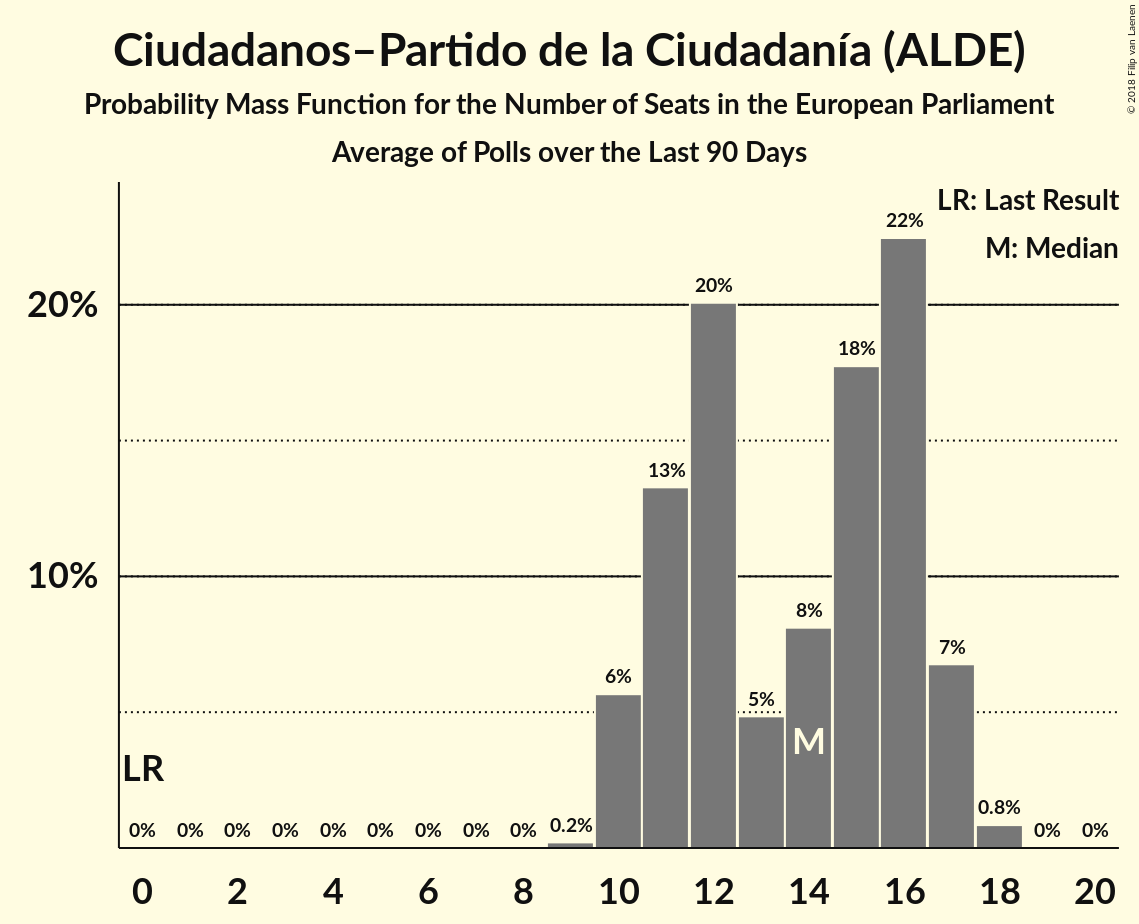 Ciudadanos–Partido de la Ciudadanía (ALDE)
Probability Mass Function for the Number of Seats in the European Parliament
Average of Polls over the Last 90 Days
© 2018 Filip van Laenen
LR: Last Result
M: Median
22%
20%
20%
18%
13%
10%
8%
7%
6%
5%
M
LR
0% 0% 0% 0% 0% 0% 0% 0% 0% 0.2% 0.8% 0% 0%
0 2 4 6 8 10 12 14 16 18 20